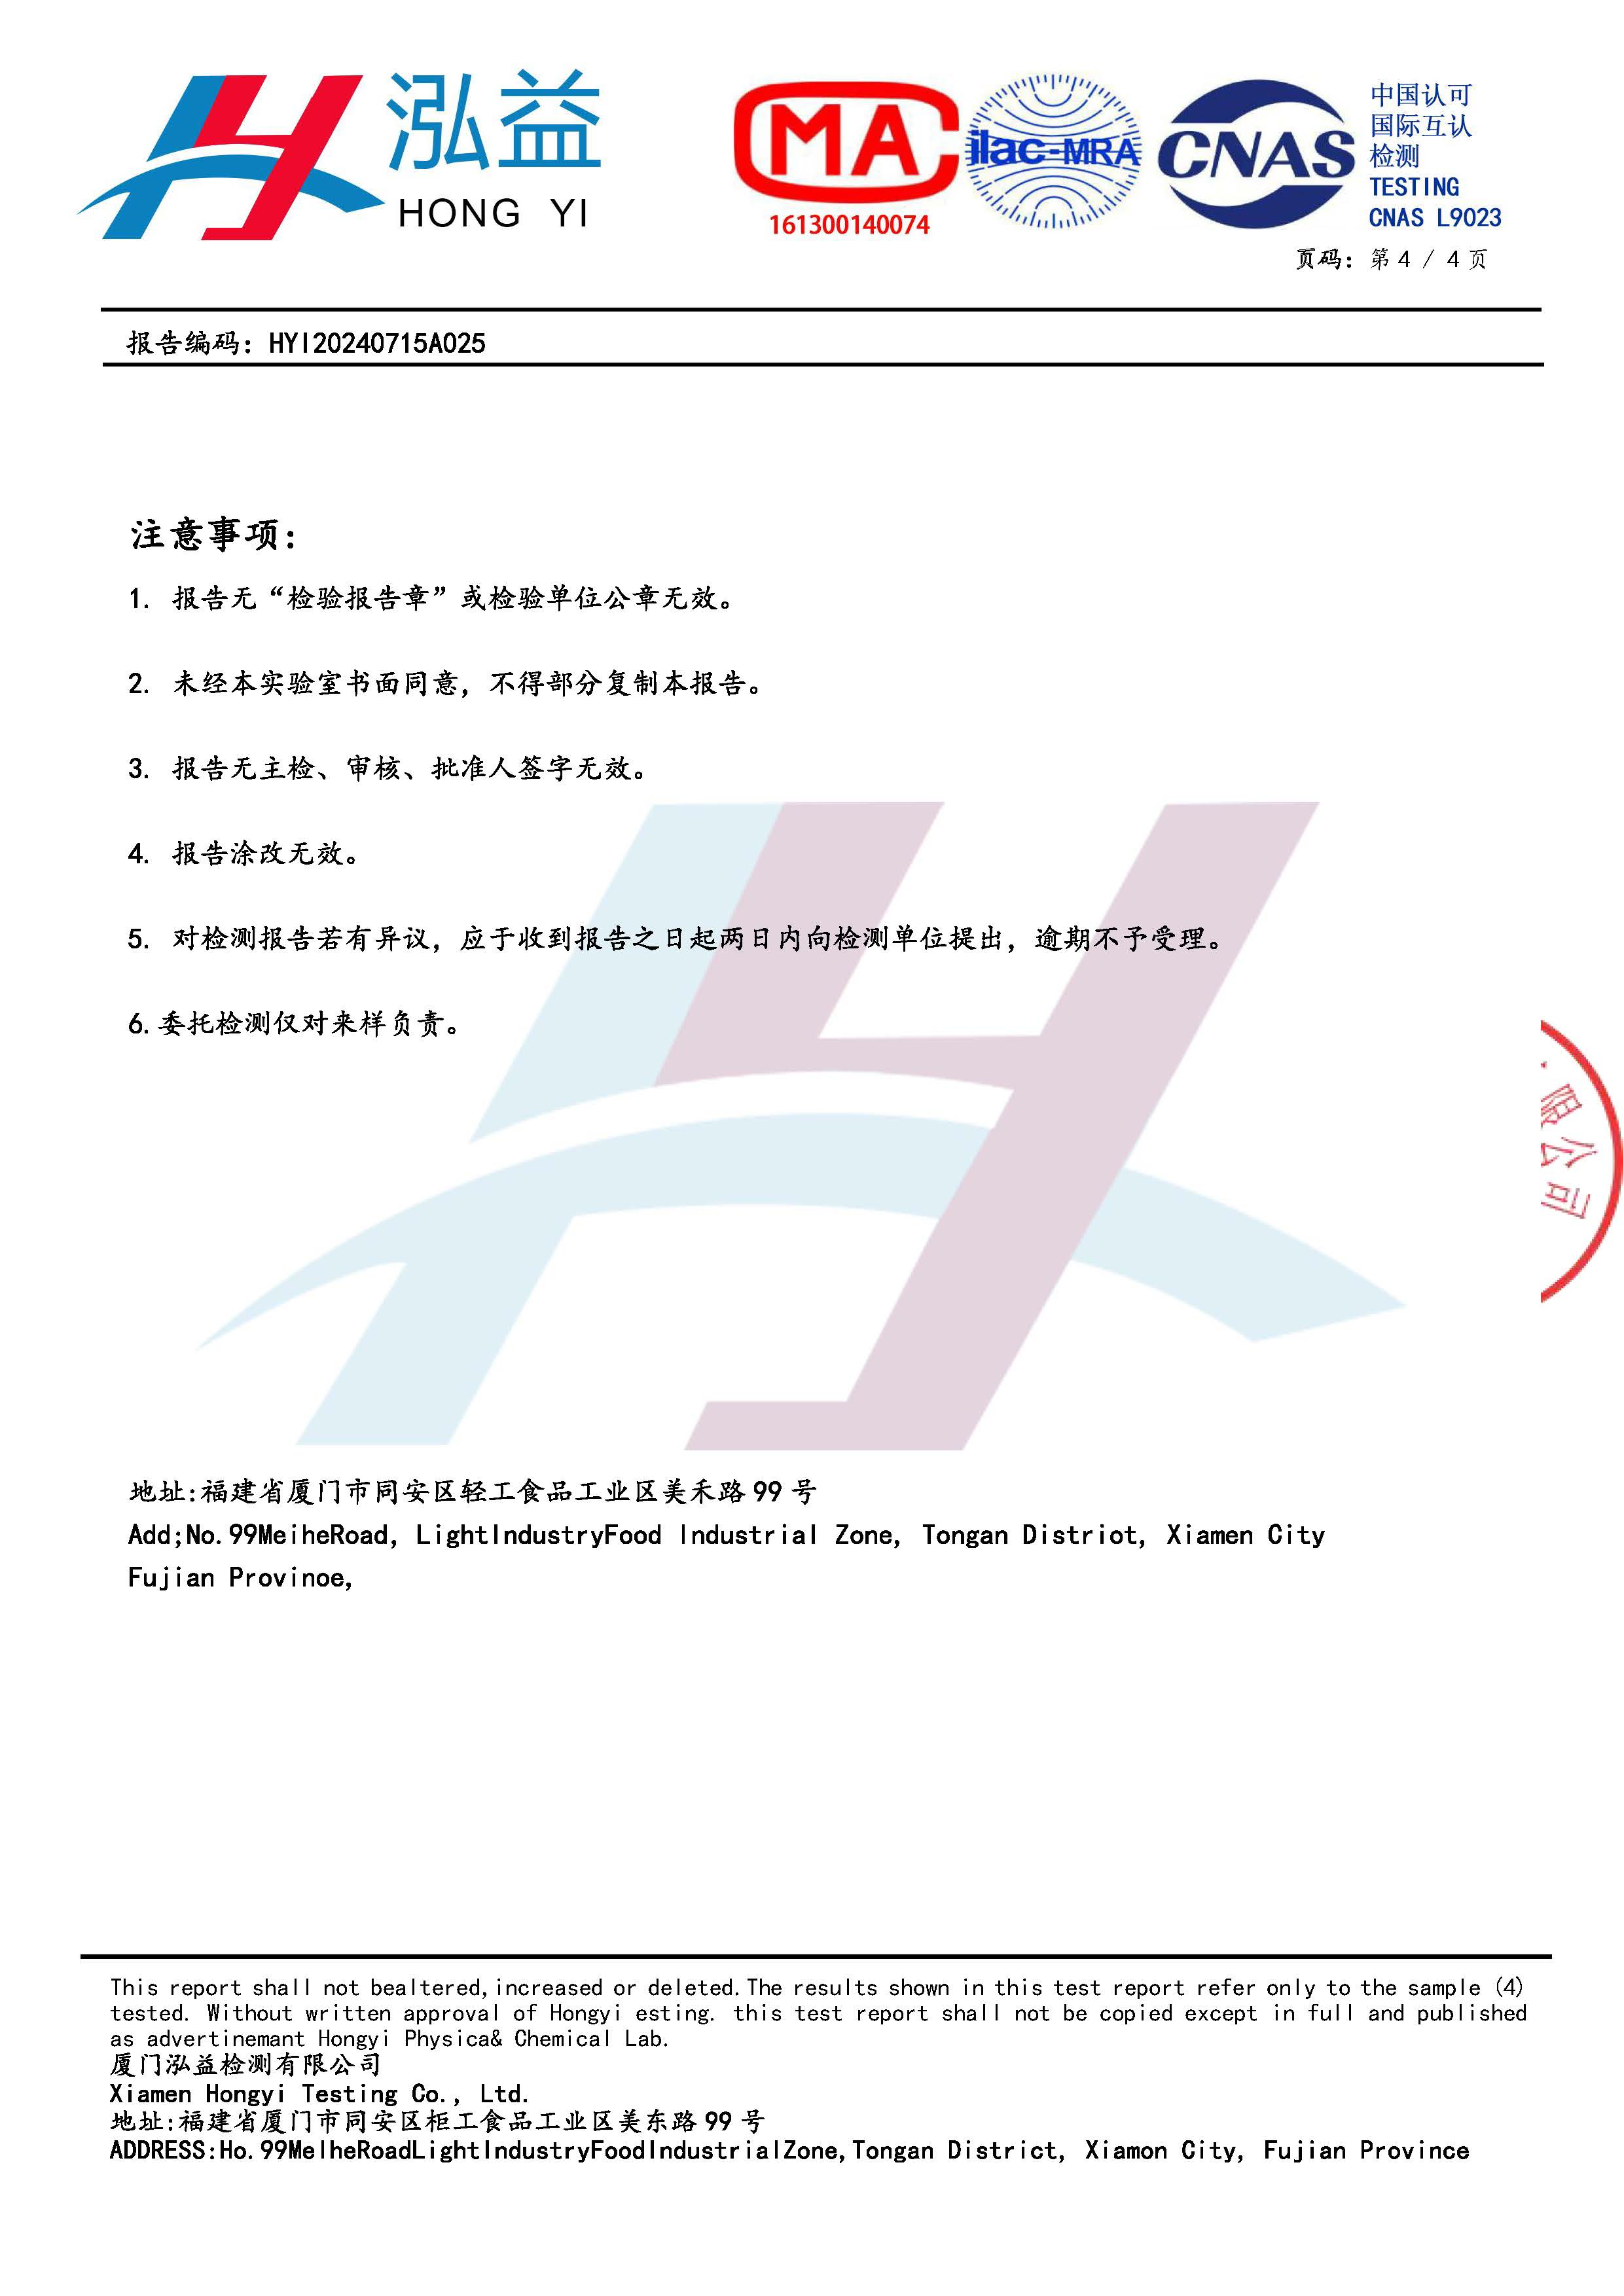 泓益
HONG YI
MA
161300140074
ilac-MRA
CNAS
中国认可
国际互认
检测
TESTING
CNAS L9023
页码：第 4 / 4 页
报告编码：HYI20240715A025
注意事项：
1. 报告无“检验报告章”或检验单位公章无效。
2. 未经本实验室书面同意，不得部分复制本报告。
3. 报告无主检、审核、批准人签字无效。
4. 报告涂改无效。
5. 对检测报告若有异议，应于收到报告之日起两日内向检测单位提出，逾期不予受理。
6.委托检测仅对来样负责。
限公司
地址:福建省厦门市同安区轻工食品工业区美禾路 99 号
Add;No.99MeiheRoad, LightIndustryFood Industrial Zone, Tongan Distriot, Xiamen City
Fujian Provinoe,
This report shall not bealtered,increased or deleted.The results shown in this test report refer only to the sample (4)
tested. Without written approval of Hongyi esting. this test report shall not be copied except in full and published
as advertinemant Hongyi Physica& Chemical Lab.
厦门泓益检测有限公司
Xiamen Hongyi Testing Co., Ltd.
地址:福建省厦门市同安区柜工食品工业区美东路 99 号
ADDRESS:Ho.99MelheRoadLightIndustryFoodIndustrialZone,Tongan District, Xiamon City, Fujian Province